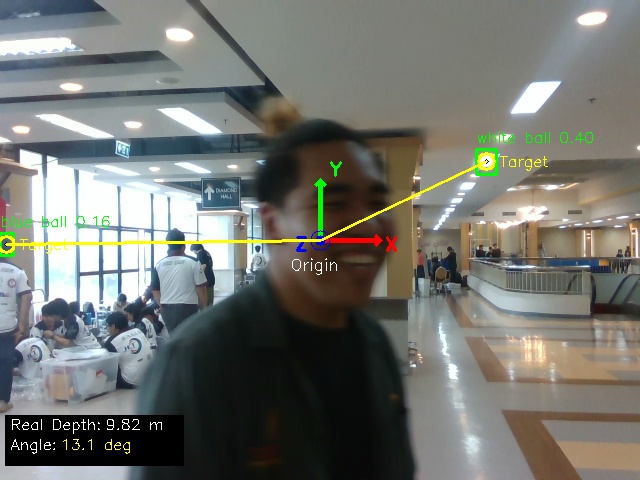 white ball 0.40
Target
Y
DIAMOND
HALL
blue ball 0.16
Target
Z
X
Origin
Real Depth: 9.82 m
Angle: 13.1 deg